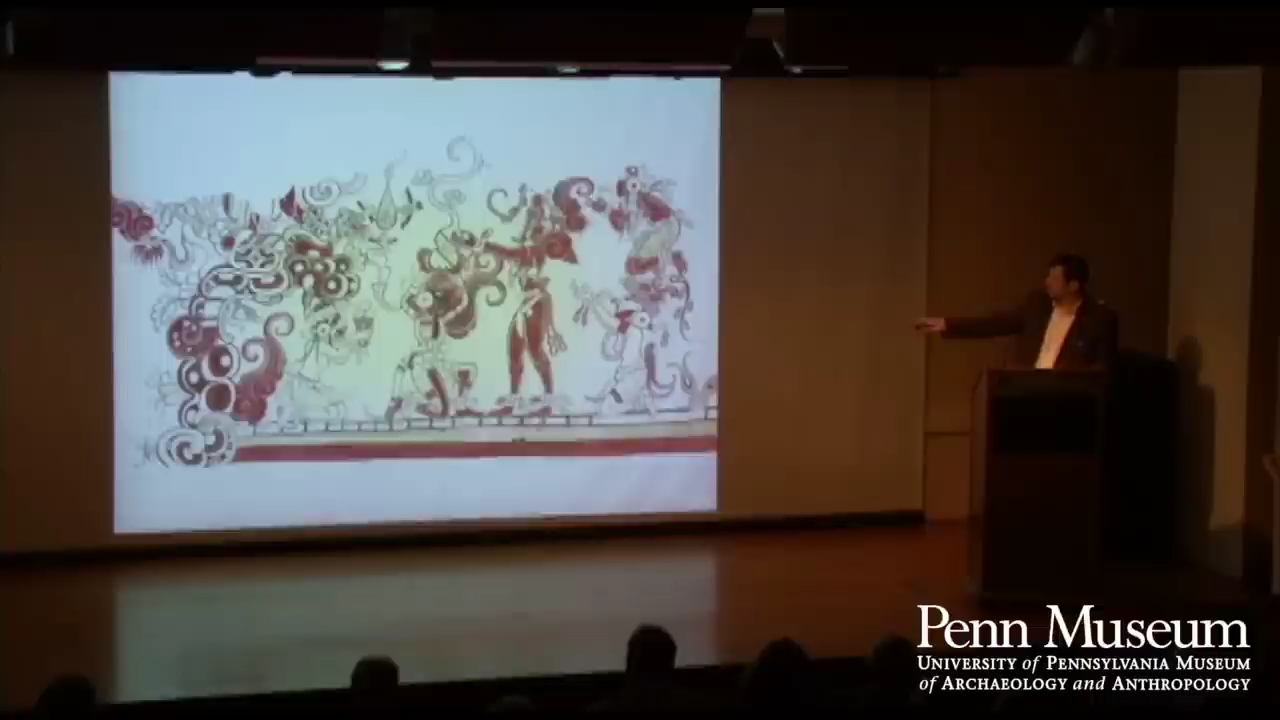 Penn Museum
UNIVERSITY of PENNSYLVANIA MUSEUM
of ARCHAEOLOGY and ANTHROPOLOGY